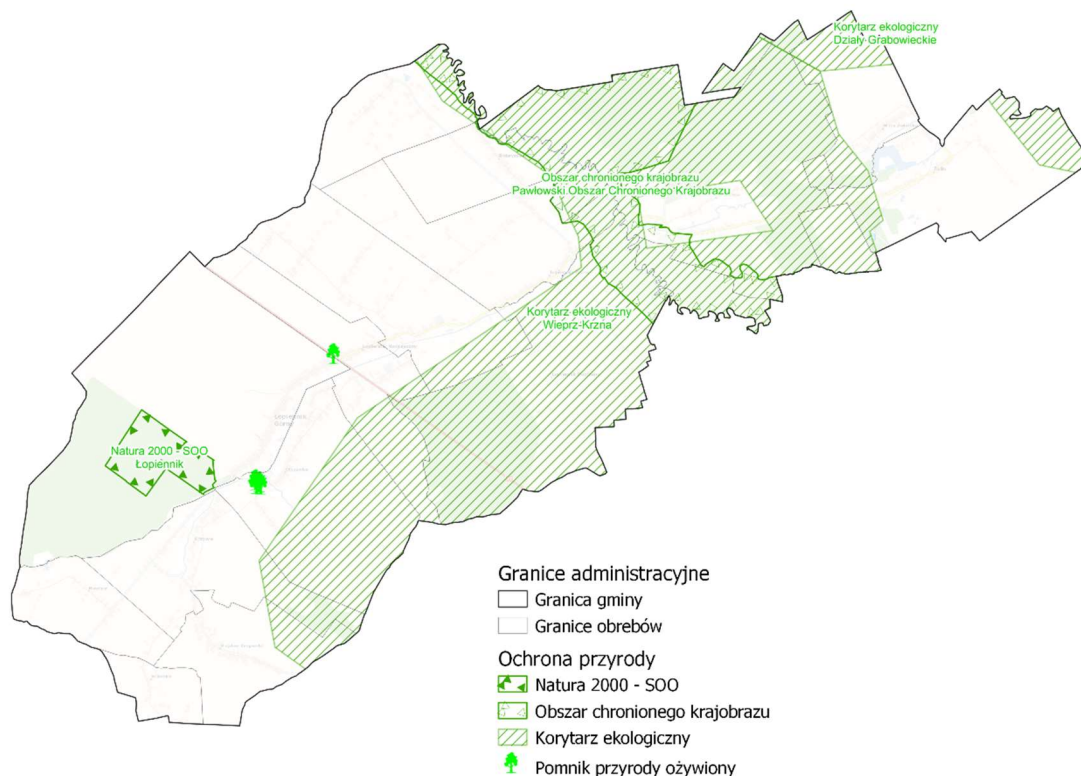 Korytarz ekologiczny
Działy Grabowieckie
Obszar chronionego krajobrazu
Pawłowski Obszar Chronionego Krajobrazu
Korytarz ekologiczny
Wieprz-Krzna
Natura 2000 - SOO
Łopiennik
Granice administracyjne
Granica gminy
Granice obrebów
Ochrona przyrody
Natura 2000 - SOO
Obszar chronionego krajobrazu
Korytarz ekologiczny
Pomnik przyrody ożywiony